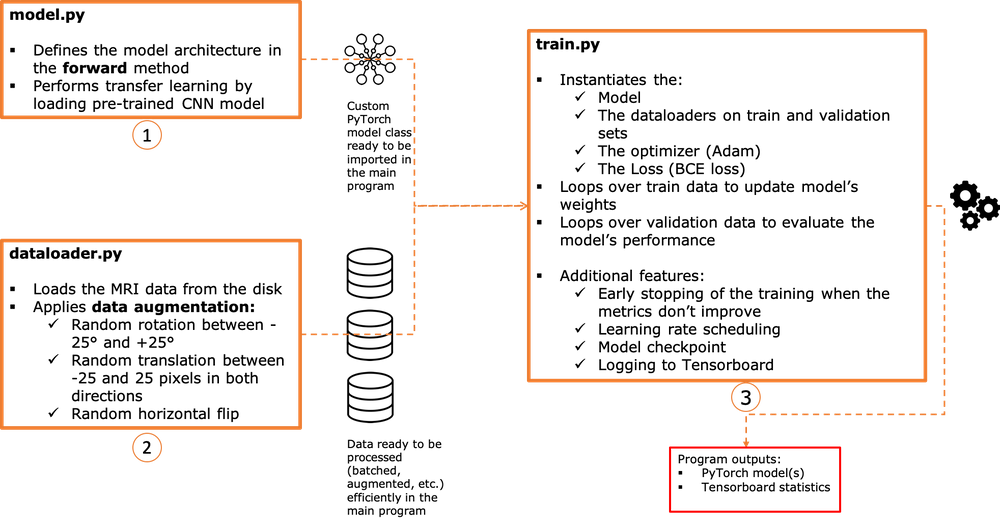 model.py
▪ Defines the model architecture in
the forward method
▪ Performs transfer learning by
loading pre-trained CNN model
1
Custom
PyTorch
model class
ready to be
imported in
the main
program
dataloader.py
▪ Loads the MRI data from the disk
▪ Applies data augmentation:
✓ Random rotation between -
25° and +25°
✓ Random translation between
-25 and 25 pixels in both
directions
✓ Random horizontal flip
2
Data ready to be
processed
(batched,
augmented, etc.)
efficiently in the
main program
train.py
▪ Instantiates the:
✓ Model
✓ The dataloaders on train and validation
sets
✓ The optimizer (Adam)
✓ The Loss (BCE loss)
▪ Loops over train data to update model's
weights
▪ Loops over validation data to evaluate the
model's performance
▪ Additional features:
✓ Early stopping of the training when the
metrics don't improve
✓ Learning rate scheduling
✓ Model checkpoint
✓ Logging to Tensorboard
3
Program outputs:
▪ PyTorch model(s)
▪ Tensorboard statistics